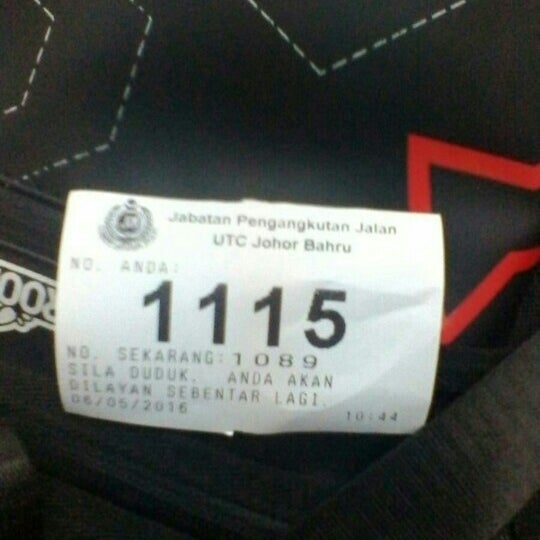 Jabatan Pengangkutan Jalan
UTC Johor Bahru
NO. ANDA:
1115
NO. SEKARANG:1089
SILA DUDUK. ANDA AKAN
DILAYAN SEBENTAR LAGI.
06/05/2016 10:44